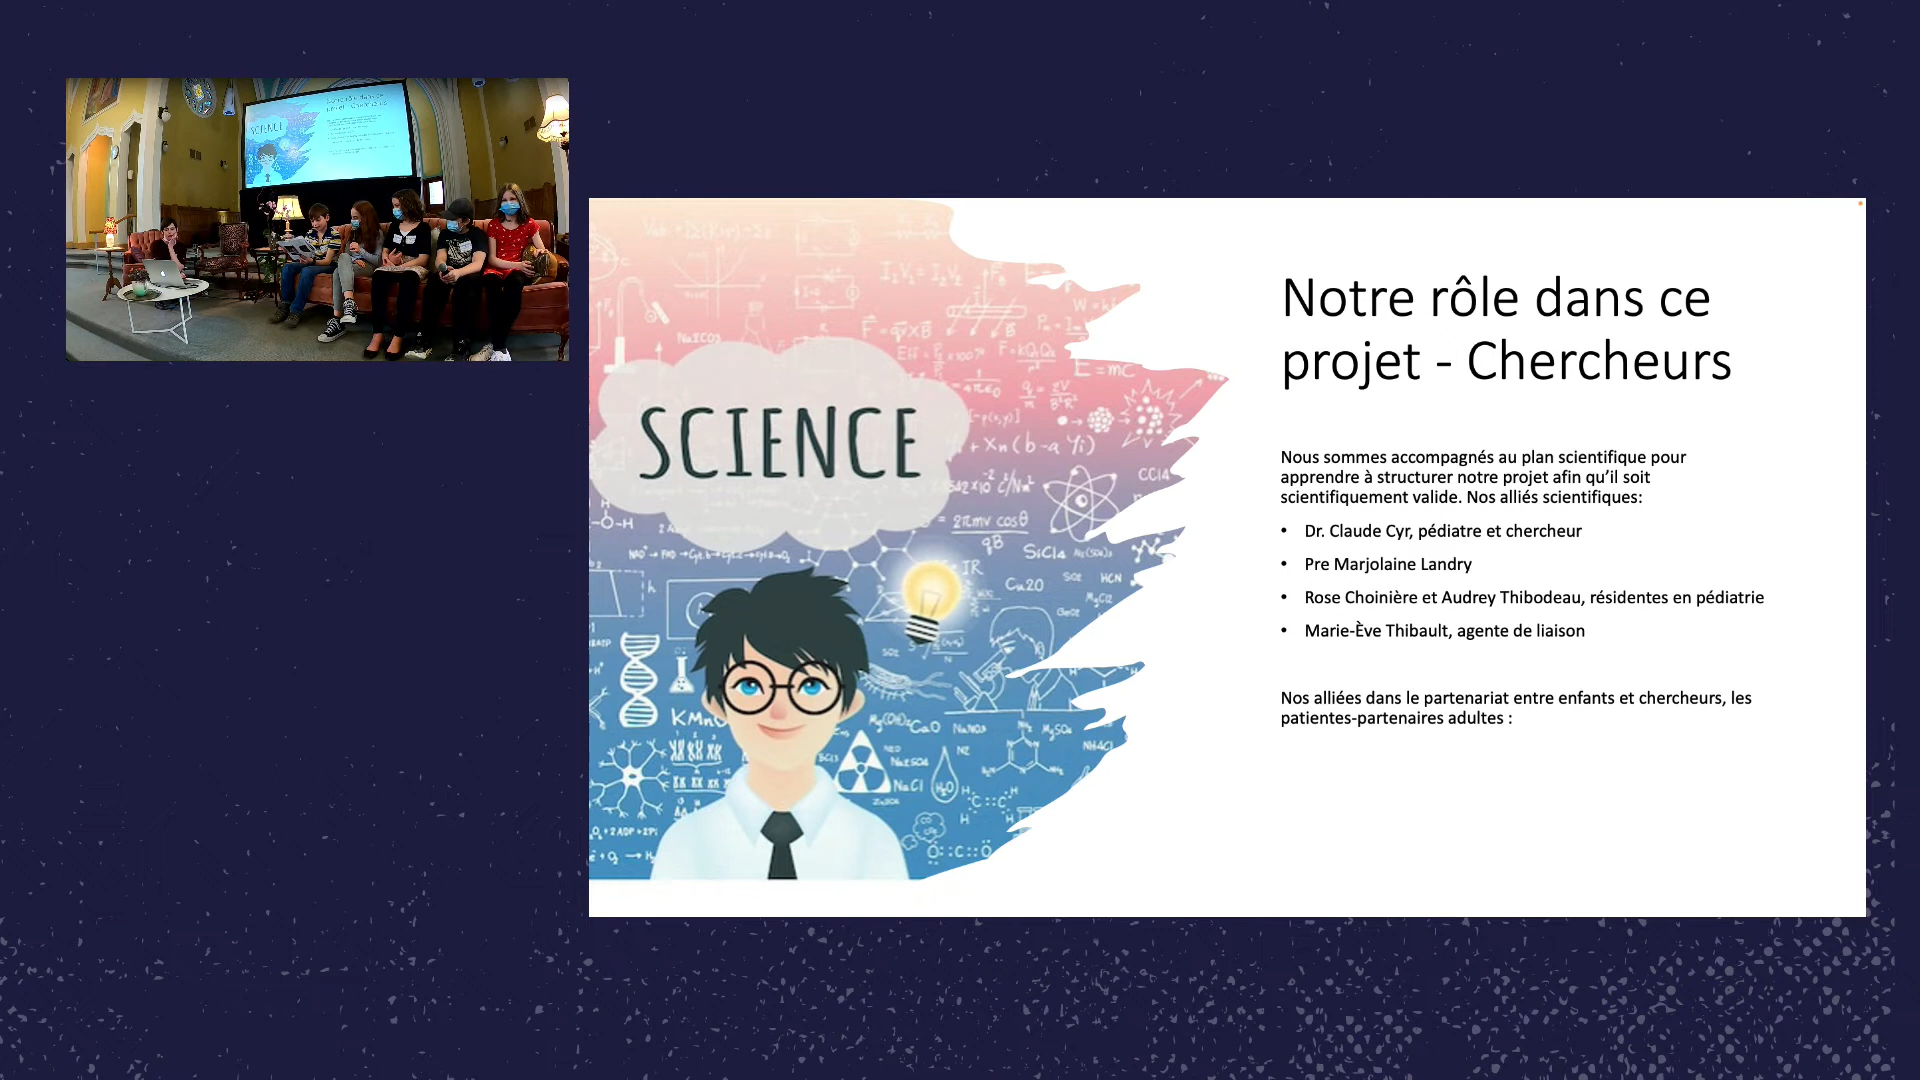 Notre rôle dans ce
projet - Chercheurs
SCIENCE
Nous sommes accompagnés au plan scientifique pour
apprendre à structurer notre projet afin qu’il soit
scientifiquement valide. Nos alliés scientifiques:
• Dr. Claude Cyr, pédiatre et chercheur
• Pre Marjolaine Landry
• Rose Choinière et Audrey Thibodeau, résidentes en pédiatrie
• Marie-Ève Thibault, agente de liaison
Nos alliées dans le partenariat entre enfants et chercheurs, les
patientes-partenaires adultes :